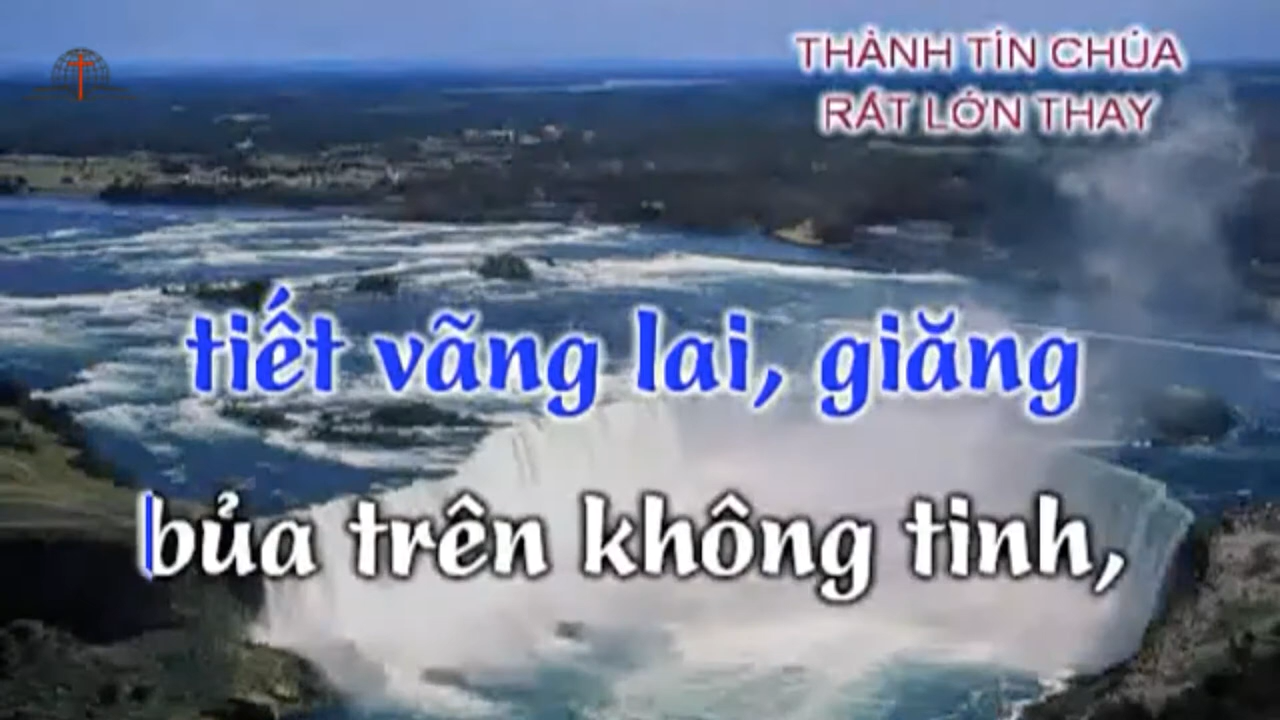 THÀNH TÍN CHÚA
RẤT LỚN THAY
tiết vãng lai, giăng
bủa trên không tinh,